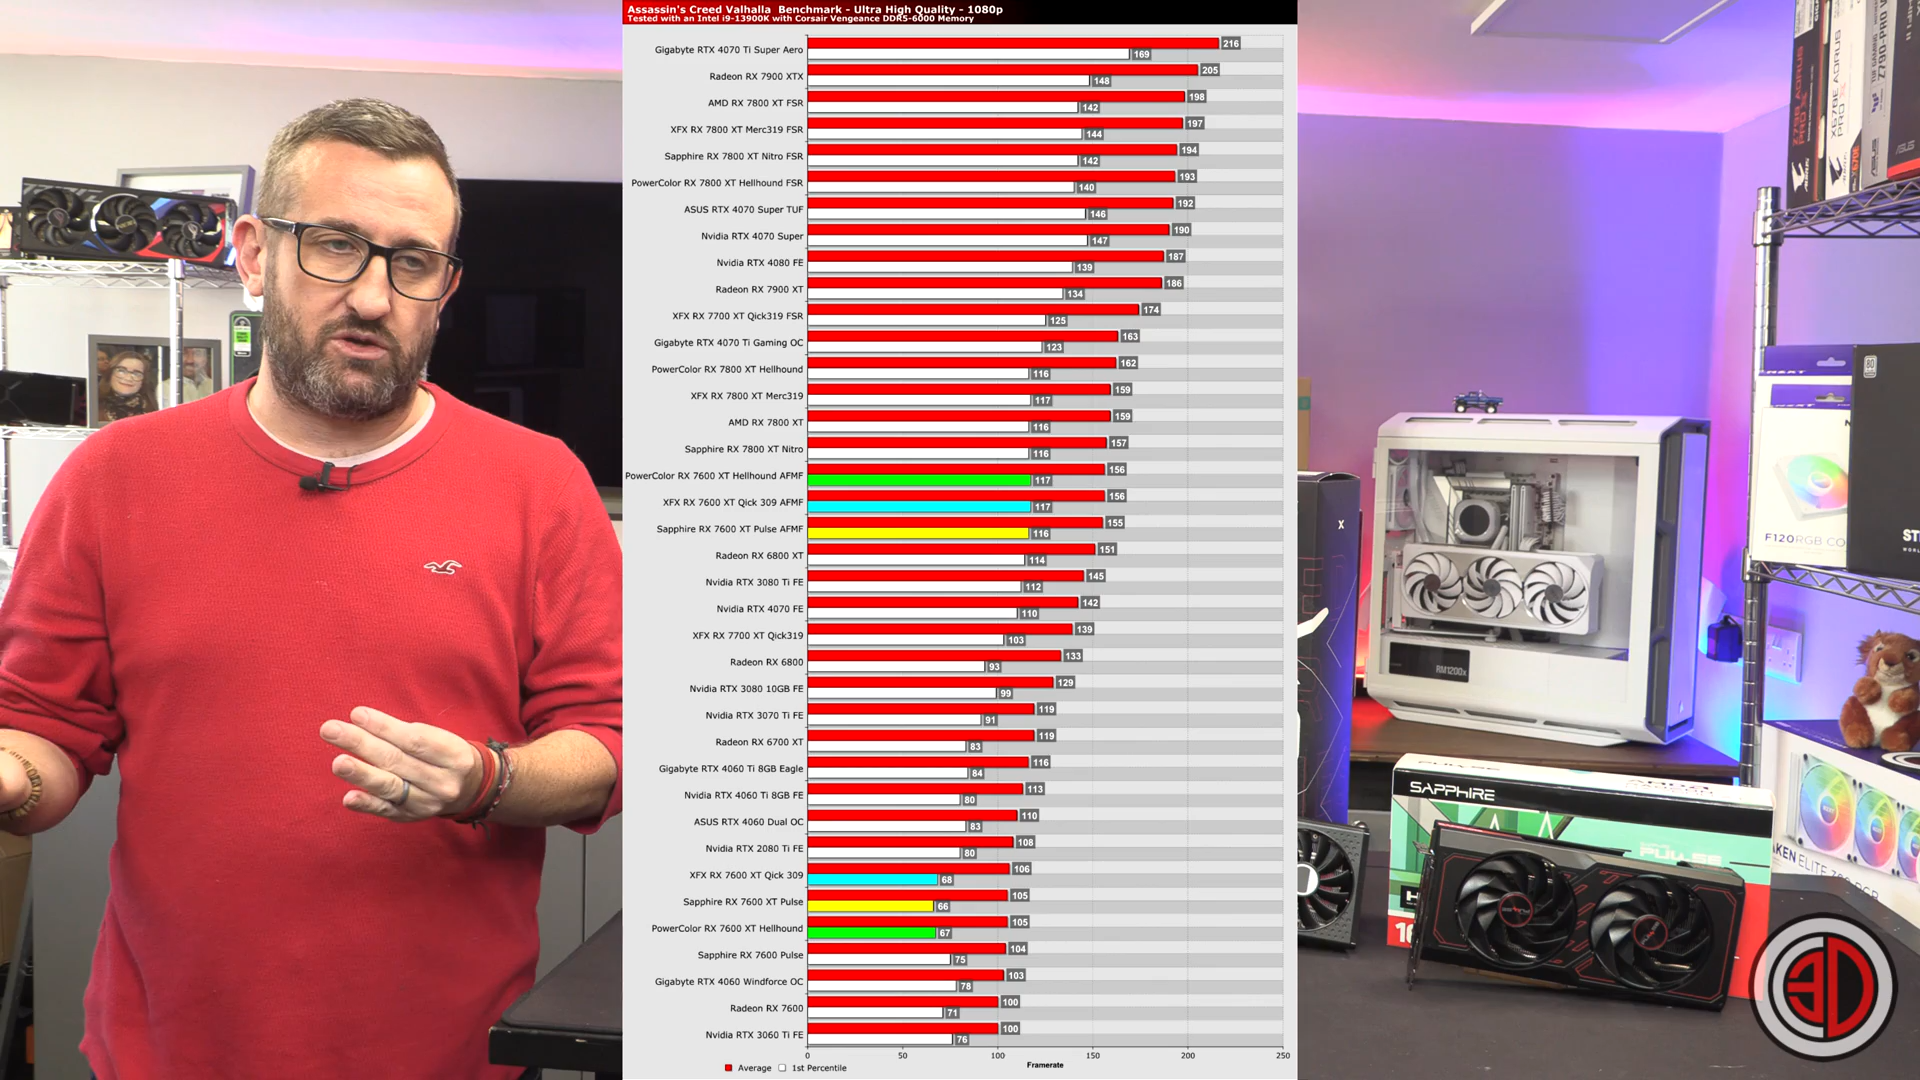 Assassin's Creed Valhalla Benchmark - Ultra High Quality - 1080p
Tested with an Intel i9-13900K with Corsair Vengeance DDR5-6000 Memory
Gigabyte RTX 4070 Ti Super Aero 216 169
Radeon RX 7900 XTX 205 148
AMD RX 7800 XT FSR 198 142
XFX RX 7800 XT Merc319 FSR 197 144
Sapphire RX 7800 XT Nitro FSR 194 142
PowerColor RX 7800 XT Hellhound FSR 193 140
ASUS RTX 4070 Super TUF 192 146
Nvidia RTX 4070 Super 190 147
Nvidia RTX 4080 FE 187 139
Radeon RX 7900 XT 186 134
XFX RX 7700 XT Qick319 FSR 174 125
Gigabyte RTX 4070 Ti Gaming OC 163 123
PowerColor RX 7800 XT Hellhound 162 116
XFX RX 7800 XT Merc319 159 117
AMD RX 7800 XT 159 116
Sapphire RX 7800 XT Nitro 157 116
PowerColor RX 7600 XT Hellhound AFMF 156 117
XFX RX 7600 XT Qick 309 AFMF 156 117
Sapphire RX 7600 XT Pulse AFMF 155 116
Radeon RX 6800 XT 151 114
Nvidia RTX 3080 Ti FE 145 112
Nvidia RTX 4070 FE 142 110
XFX RX 7700 XT Qick319 139 103
Radeon RX 6800 133 93
Nvidia RTX 3080 10GB FE 129 99
Nvidia RTX 3070 Ti FE 119 91
Radeon RX 6700 XT 119 83
Gigabyte RTX 4060 Ti 8GB Eagle 116 84
Nvidia RTX 4060 Ti 8GB FE 113 80
ASUS RTX 4060 Dual OC 110 83
Nvidia RTX 2080 Ti FE 108 80
XFX RX 7600 XT Qick 309 106 68
Sapphire RX 7600 XT Pulse 105 66
PowerColor RX 7600 XT Hellhound 105 67
Sapphire RX 7600 Pulse 104 75
Gigabyte RTX 4060 Windforce OC 103 78
Radeon RX 7600 100 71
Nvidia RTX 3060 Ti FE 100 76
0 50 100 150 200 250
Framerate
Average 1st Percentile
Z790 AORUS
PRO X
X670E AORUS
PRO X
Z790-PRO
F120RGB CO
X
RM1200x
SAPPHIRE
PULSE
KEN ELITE
3D